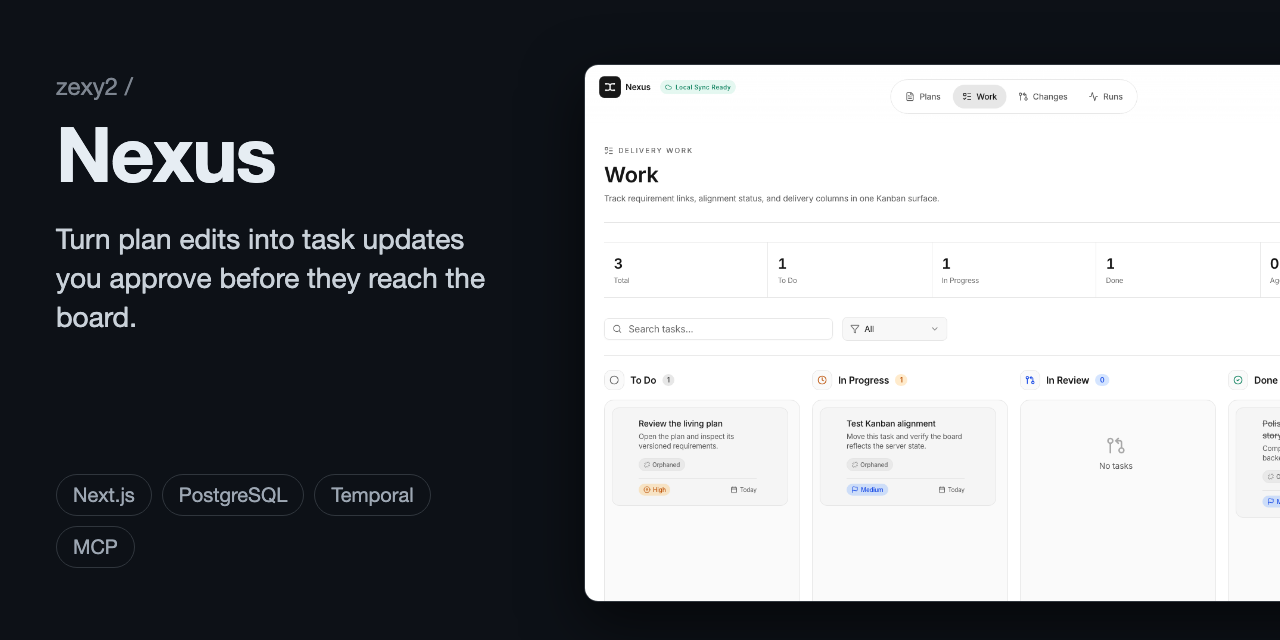 zexy2 /
Nexus
Turn plan edits into task updates
you approve before they reach the
board.
Next.js
PostgreSQL
Temporal
MCP
Nexus
Local Sync Ready
Plans
Work
Changes
Runs
DELIVERY WORK
Work
Track requirement links, alignment status, and delivery columns in one Kanban surface.
3
Total
1
To Do
1
In Progress
1
Done
0
Search tasks...
All
To Do 1
Review the living plan
Open the plan and inspect its
versioned requirements.
Orphaned
High
Today
In Progress 1
Test Kanban alignment
Move this task and verify the board
reflects the server state.
Orphaned
Medium
Today
In Review 0
No tasks
Done